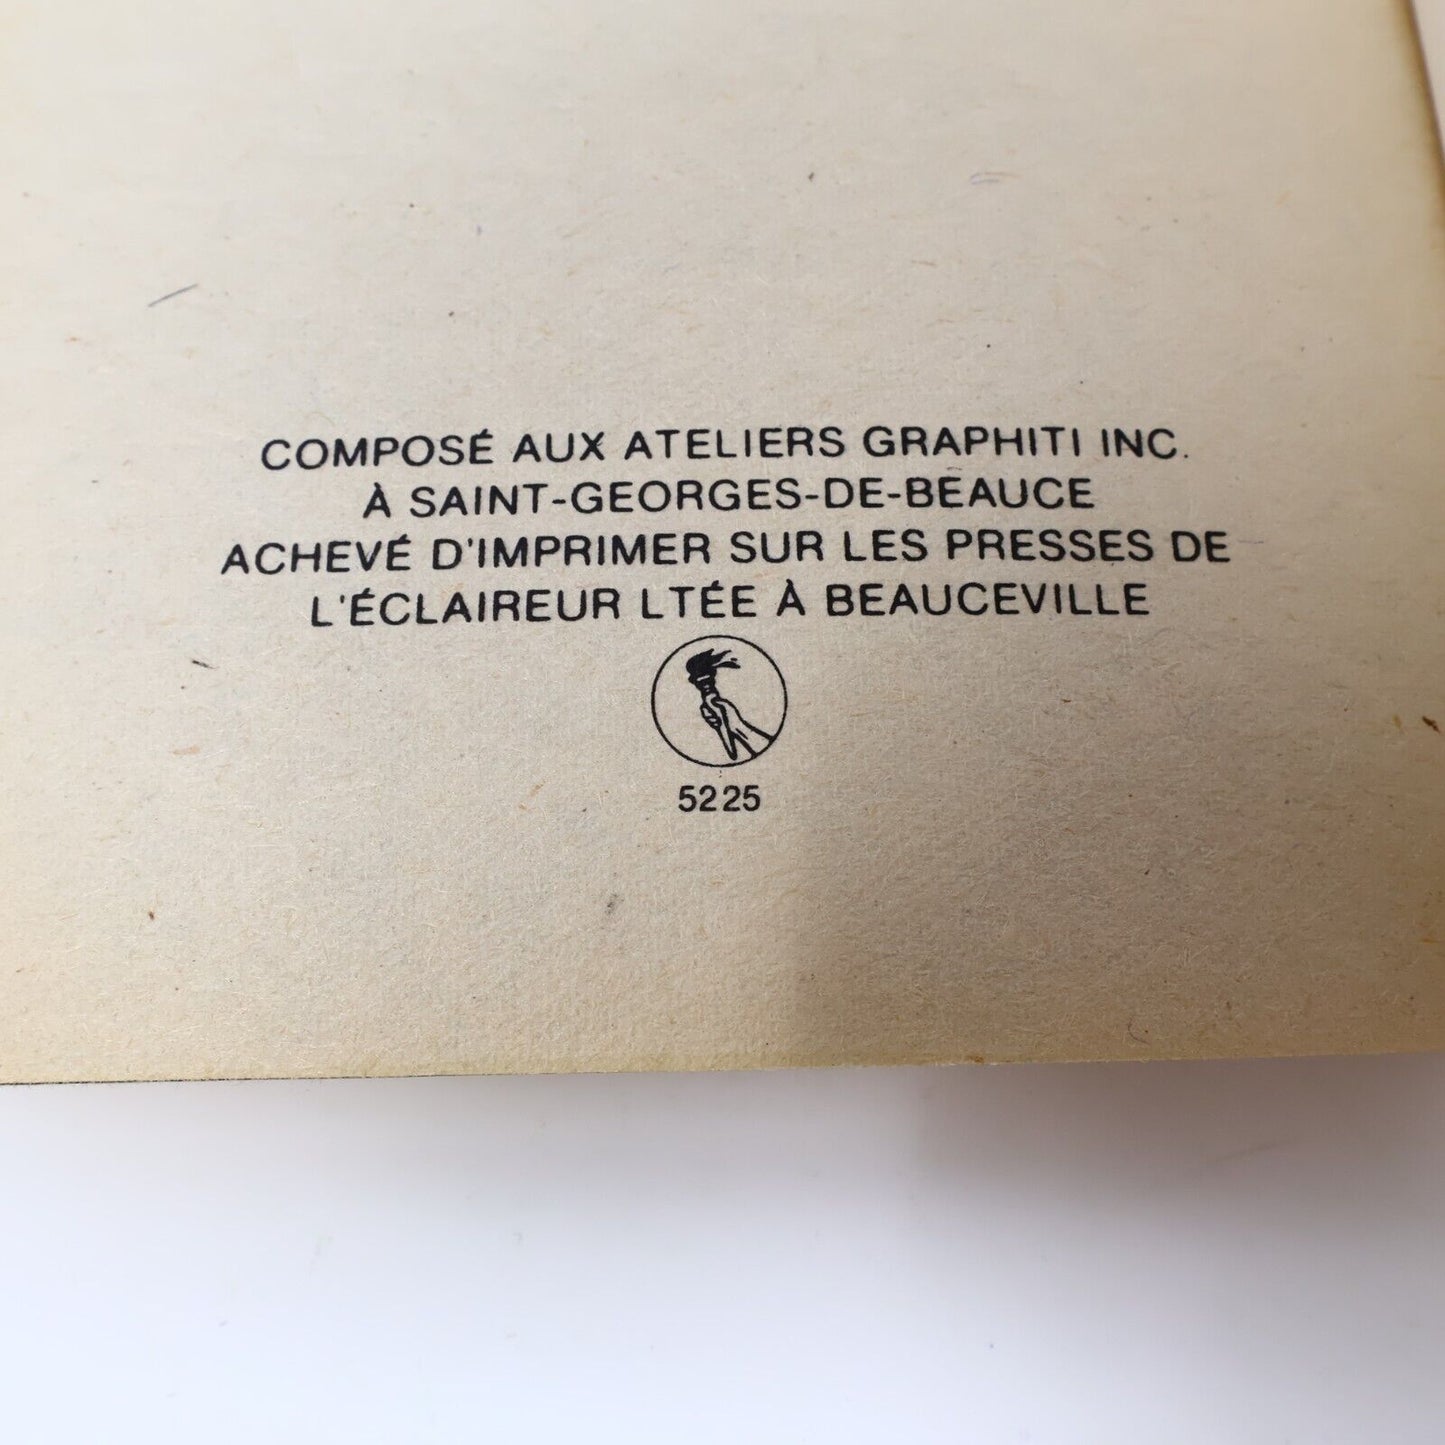 COMPOSÉ AUX ATELIERS GRAPHITI INC.
À SAINT-GEORGES-DE-BEAUCE
ACHEVÉ D'IMPRIMER SUR LES PRESSES DE
L'ÉCLAIREUR LTÉE À BEAUCEVILLE
5225